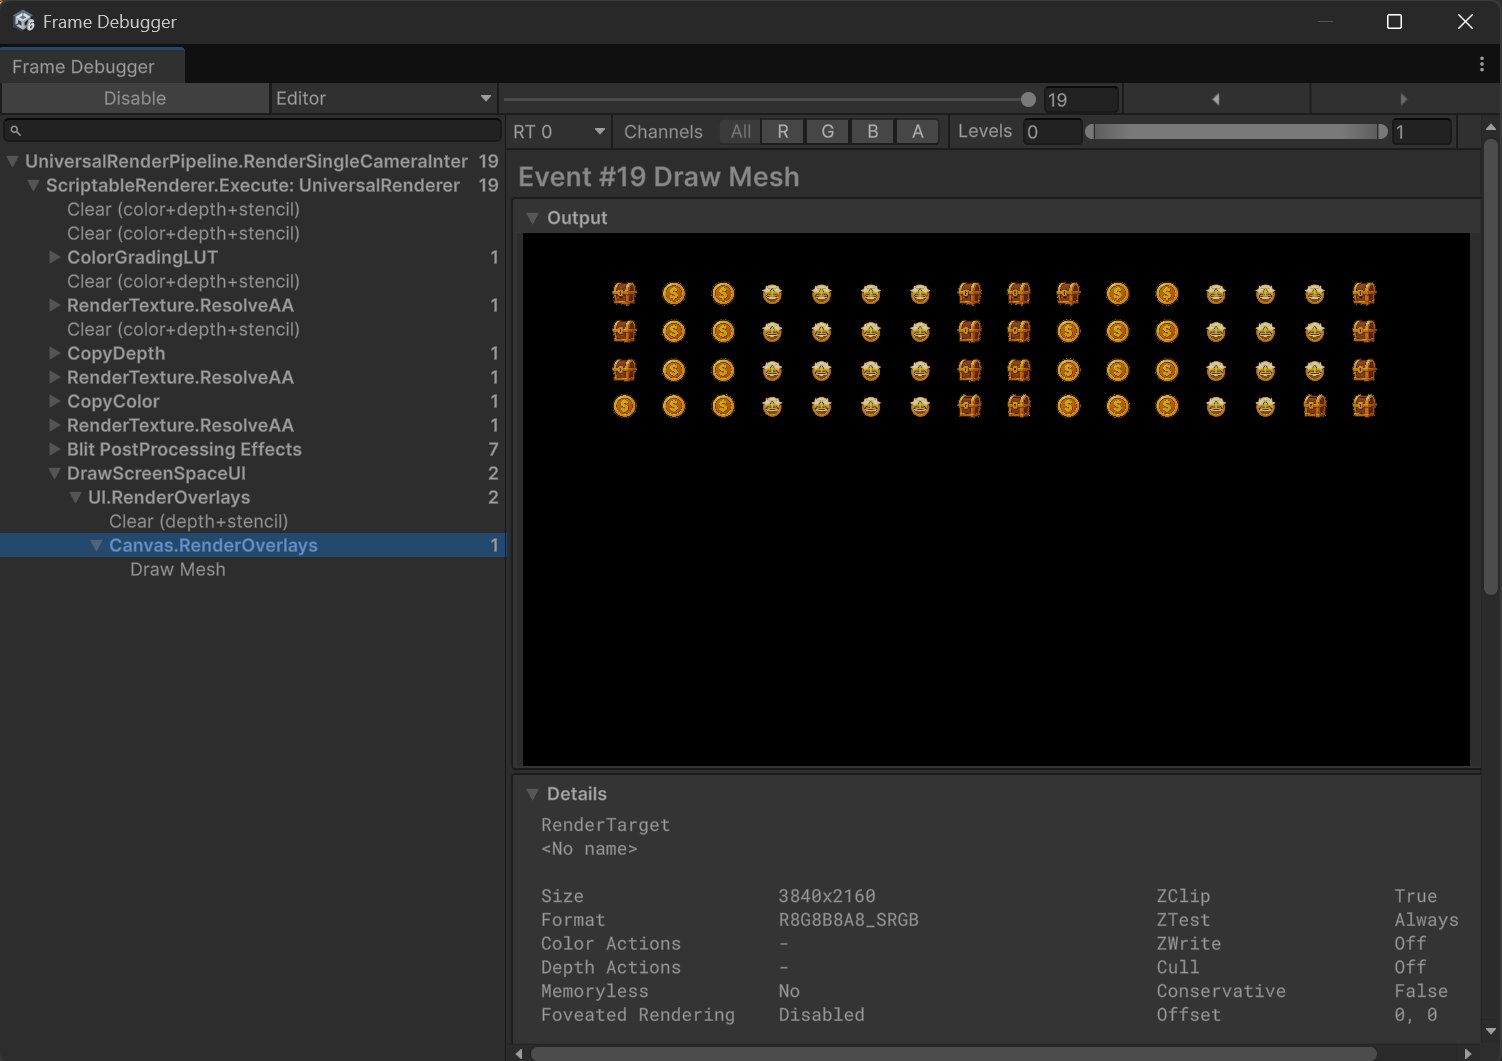 Frame Debugger
Frame Debugger
Disable Editor 19
RT 0 Channels All R G B A Levels 0 1
UniversalRenderPipeline.RenderSingleCameraInter 19
ScriptableRenderer.Execute: UniversalRenderer 19
Clear (color+depth+stencil)
Clear (color+depth+stencil)
ColorGradingLUT 1
Clear (color+depth+stencil)
RenderTexture.ResolveAA 1
Clear (color+depth+stencil)
CopyDepth 1
RenderTexture.ResolveAA 1
CopyColor 1
RenderTexture.ResolveAA 1
Blit PostProcessing Effects 7
DrawScreenSpaceUI 2
UI.RenderOverlays 2
Clear (depth+stencil)
Canvas.RenderOverlays 1
Draw Mesh
Event #19 Draw Mesh
Output
Details
RenderTarget
<No name>
Size 3840x2160 ZClip True
Format R8G8B8A8_SRGB ZTest Always
Color Actions - ZWrite Off
Depth Actions - Cull Off
Memoryless No Conservative False
Foveated Rendering Disabled Offset 0, 0